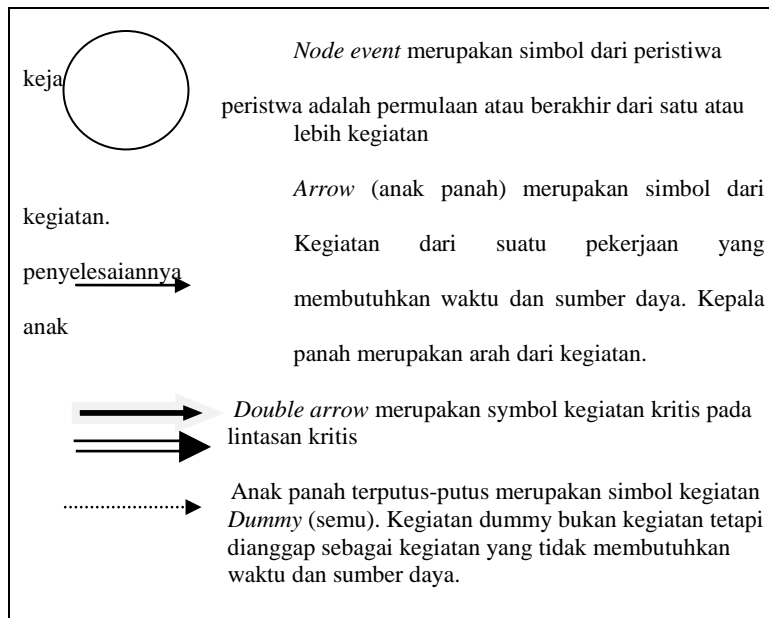 Node event merupakan simbol dari peristiwa
keja
peristwa adalah permulaan atau berakhir dari satu atau
lebih kegiatan
Arrow (anak panah) merupakan simbol dari
kegiatan.
Kegiatan dari suatu pekerjaan yang
penyelesaiannya
membutuhkan waktu dan sumber daya. Kepala
anak
panah merupakan arah dari kegiatan.
Double arrow merupakan symbol kegiatan kritis pada
lintasan kritis
Anak panah terputus-putus merupakan simbol kegiatan
Dummy (semu). Kegiatan dummy bukan kegiatan tetapi
dianggap sebagai kegiatan yang tidak membutuhkan
waktu dan sumber daya.